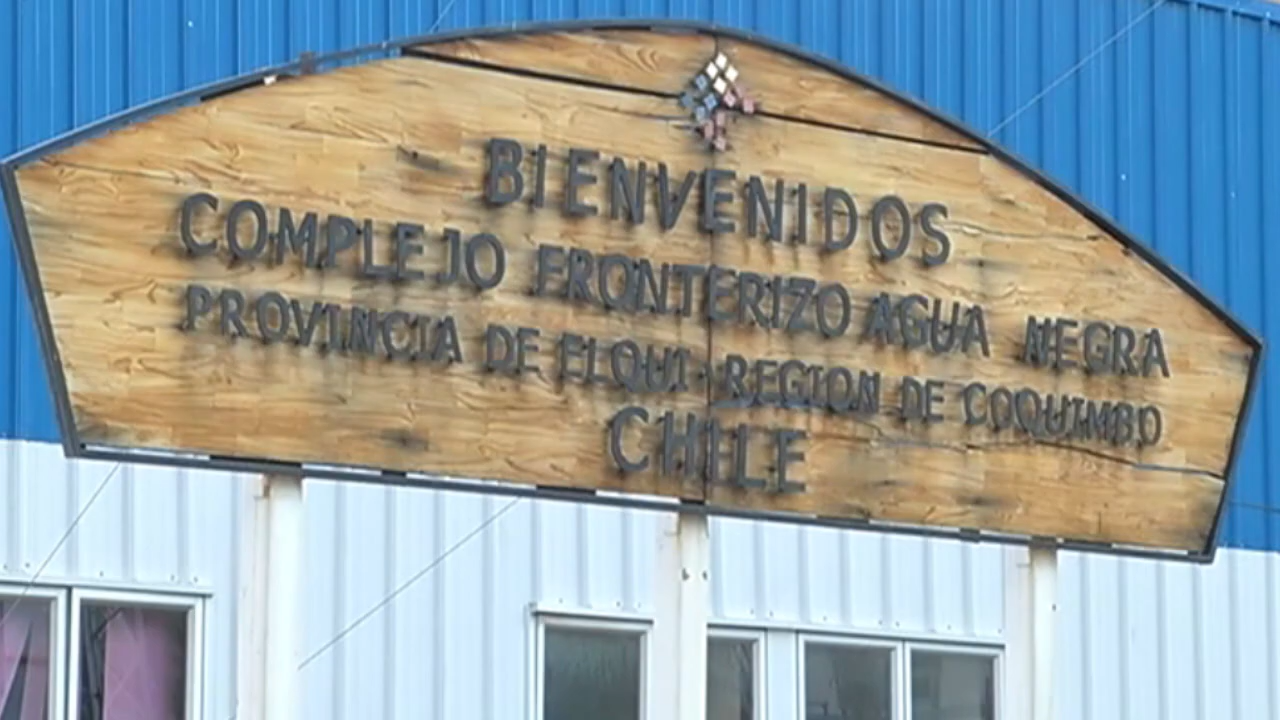 BIENVENIDOS
COMPLEJO FRONTERIZO AGUA NEGRA
PROVINCIA DE ELQUI - REGION DE COQUIMBO
CHILE